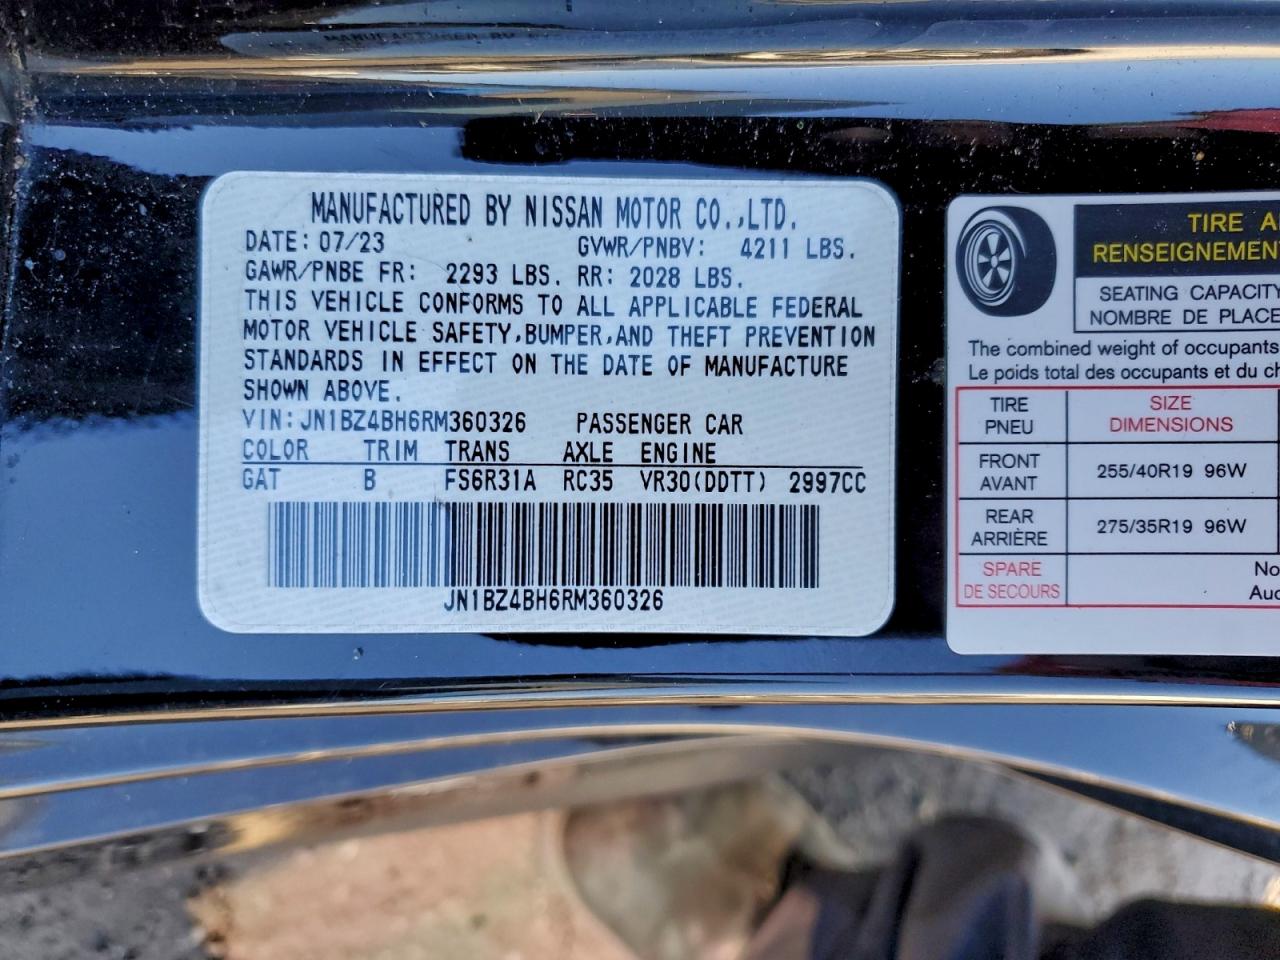 MANUFACTURED BY NISSAN MOTOR CO.,LTD.
DATE: 07/23 GVWR/PNBV: 4211 LBS.
GAWR/PNBE FR: 2293 LBS. RR: 2028 LBS.
THIS VEHICLE CONFORMS TO ALL APPLICABLE FEDERAL
MOTOR VEHICLE SAFETY,BUMPER,AND THEFT PREVENTION
STANDARDS IN EFFECT ON THE DATE OF MANUFACTURE
SHOWN ABOVE.
VIN:JN1BZ4BH6RM360326 PASSENGER CAR
COLOR TRIM TRANS AXLE ENGINE
GAT B FS6R31A RC35 VR30(DDTT) 2997CC
JN1BZ4BH6RM360326
TIRE A
RENSEIGNEMEN
SEATING CAPACITY
NOMBRE DE PLACE
The combined weight of occupants
Le poids total des occupants et du ch
TIRE SIZE
PNEU DIMENSIONS
FRONT
AVANT
255/40R19 96W
REAR
ARRIÈRE
275/35R19 96W
SPARE
DE SECOURS
No
Auc